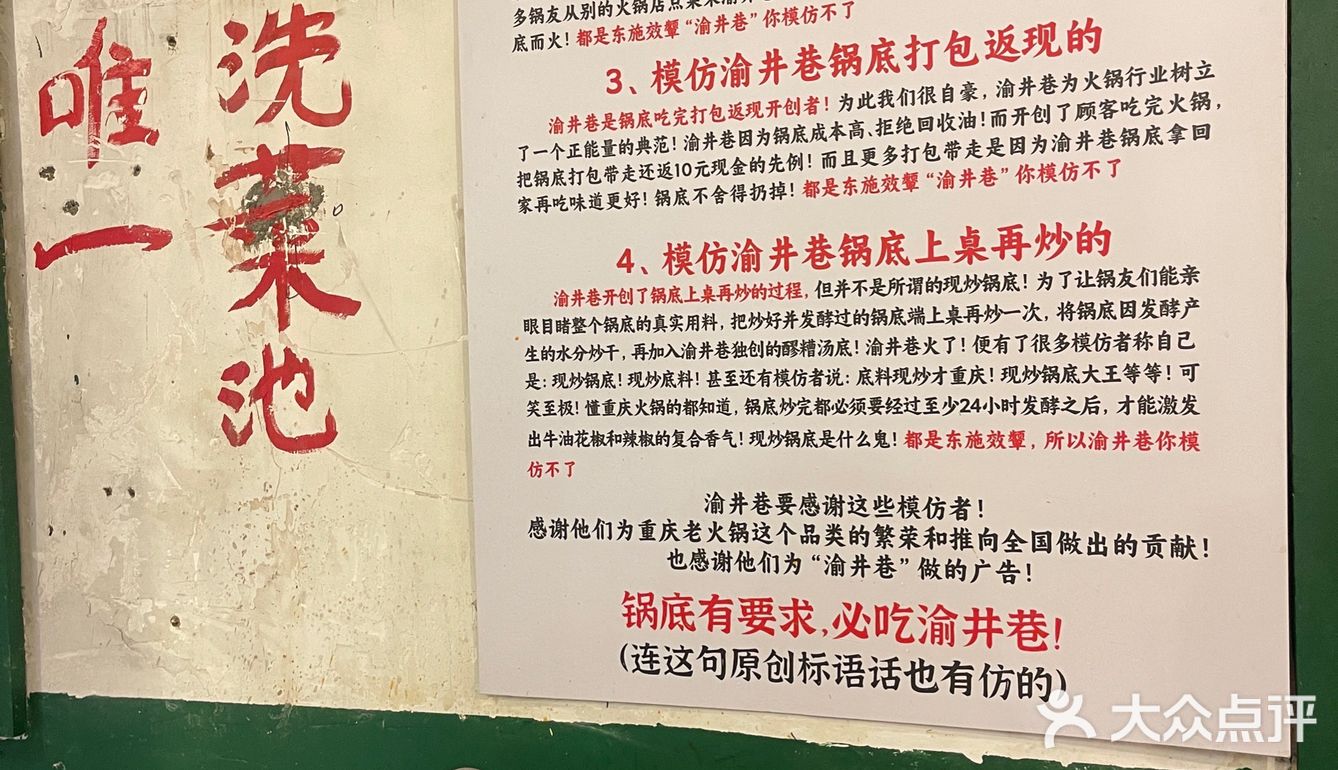 洗菜池
唯一
多锅友从别的火锅店点菜来渝井
底而火！都是东施效颦“渝井巷”你模仿不了
3、模仿渝井巷锅底打包返现的
渝井巷是锅底吃完打包返现开创者！为此我们很自豪，渝井巷为火锅行业树立
了一个正能量的典范！渝井巷因为锅底成本高、拒绝回收油！而开创了顾客吃完火锅，
把锅底打包带走还返10元现金的先例！而且更多打包带走是因为渝井巷锅底拿回
家再吃味道更好！锅底不舍得扔掉！都是东施效颦“渝井巷”你模仿不了
4、模仿渝井巷锅底上桌再炒的
渝井巷开创了锅底上桌再炒的过程，但并不是所谓的现炒锅底！为了让锅友们能亲
眼目睹整个锅底的真实用料，把炒好并发酵过的锅底端上桌再炒一次，将锅底因发酵产
生的水分炒干，再加入渝井巷独创的醪糟汤底！渝井巷火了！便有了很多模仿者称自己
是：现炒锅底！现炒底料！甚至还有模仿者说：底料现炒才重庆！现炒锅底大王等等！可
笑至极！懂重庆火锅的都知道，锅底炒完都必须要经过至少24小时发酵之后，才能激发
出牛油花椒和辣椒的复合香气！现炒锅底是什么鬼！都是东施效颦，所以渝井巷你模
仿不了
渝井巷要感谢这些模仿者！
感谢他们为重庆老火锅这个品类的繁荣和推向全国做出的贡献！
也感谢他们为“渝井巷”做的广告！
锅底有要求，必吃渝井巷！
（连这句原创标语话也有仿的）
大众点评